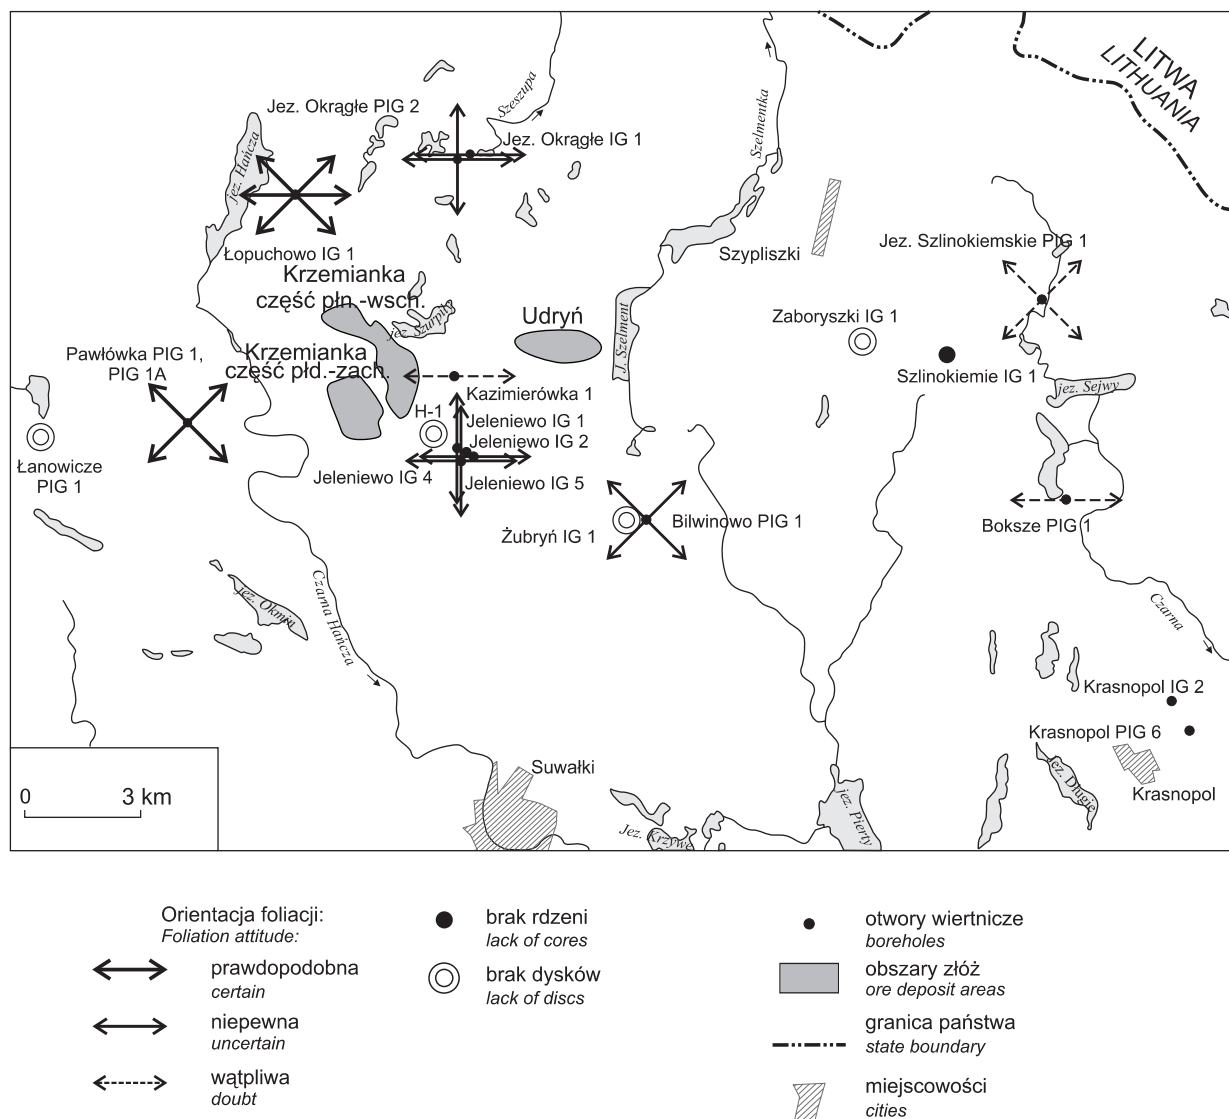 LITWA
LITHUANIA
Jez. Okrągłe PIG 2
Szeszupa
Jez. Okrągłe IG 1
Szelmentka
jez. Hańcza
Łopuchowo IG 1
Szypliszki
Jez. Szlinokiemskie PIG 1
Krzemianka
część płn.-wsch.
jez. Szurpiły
Udryń
J. Szelment
Zaboryszki IG 1
Szlinokiemie IG 1
jez. Sejwy
Krzemianka
część płd.-zach.
Pawłówka PIG 1,
PIG 1A
Kazimierówka 1
H-1
Jeleniewo IG 1
Jeleniewo IG 2
Jeleniewo IG 4
Jeleniewo IG 5
Łanowicze
PIG 1
Żubryń IG 1
Bilwinowo PIG 1
Boksze PIG 1
jez. Okmin
Czarna Hańcza
Czarna
Krasnopol IG 2
Krasnopol PIG 6
Krasnopol
jez. Długie
Suwałki
Jez. Krzywe
jez. Pierty
0 3 km
Orientacja foliacji:
Foliation attitude:
prawdopodobna
certain
niepewna
uncertain
wątpliwa
doubt
brak rdzeni
lack of cores
brak dysków
lack of discs
otwory wiertnicze
boreholes
obszary złóż
ore deposit areas
granica państwa
state boundary
miejscowości
cities